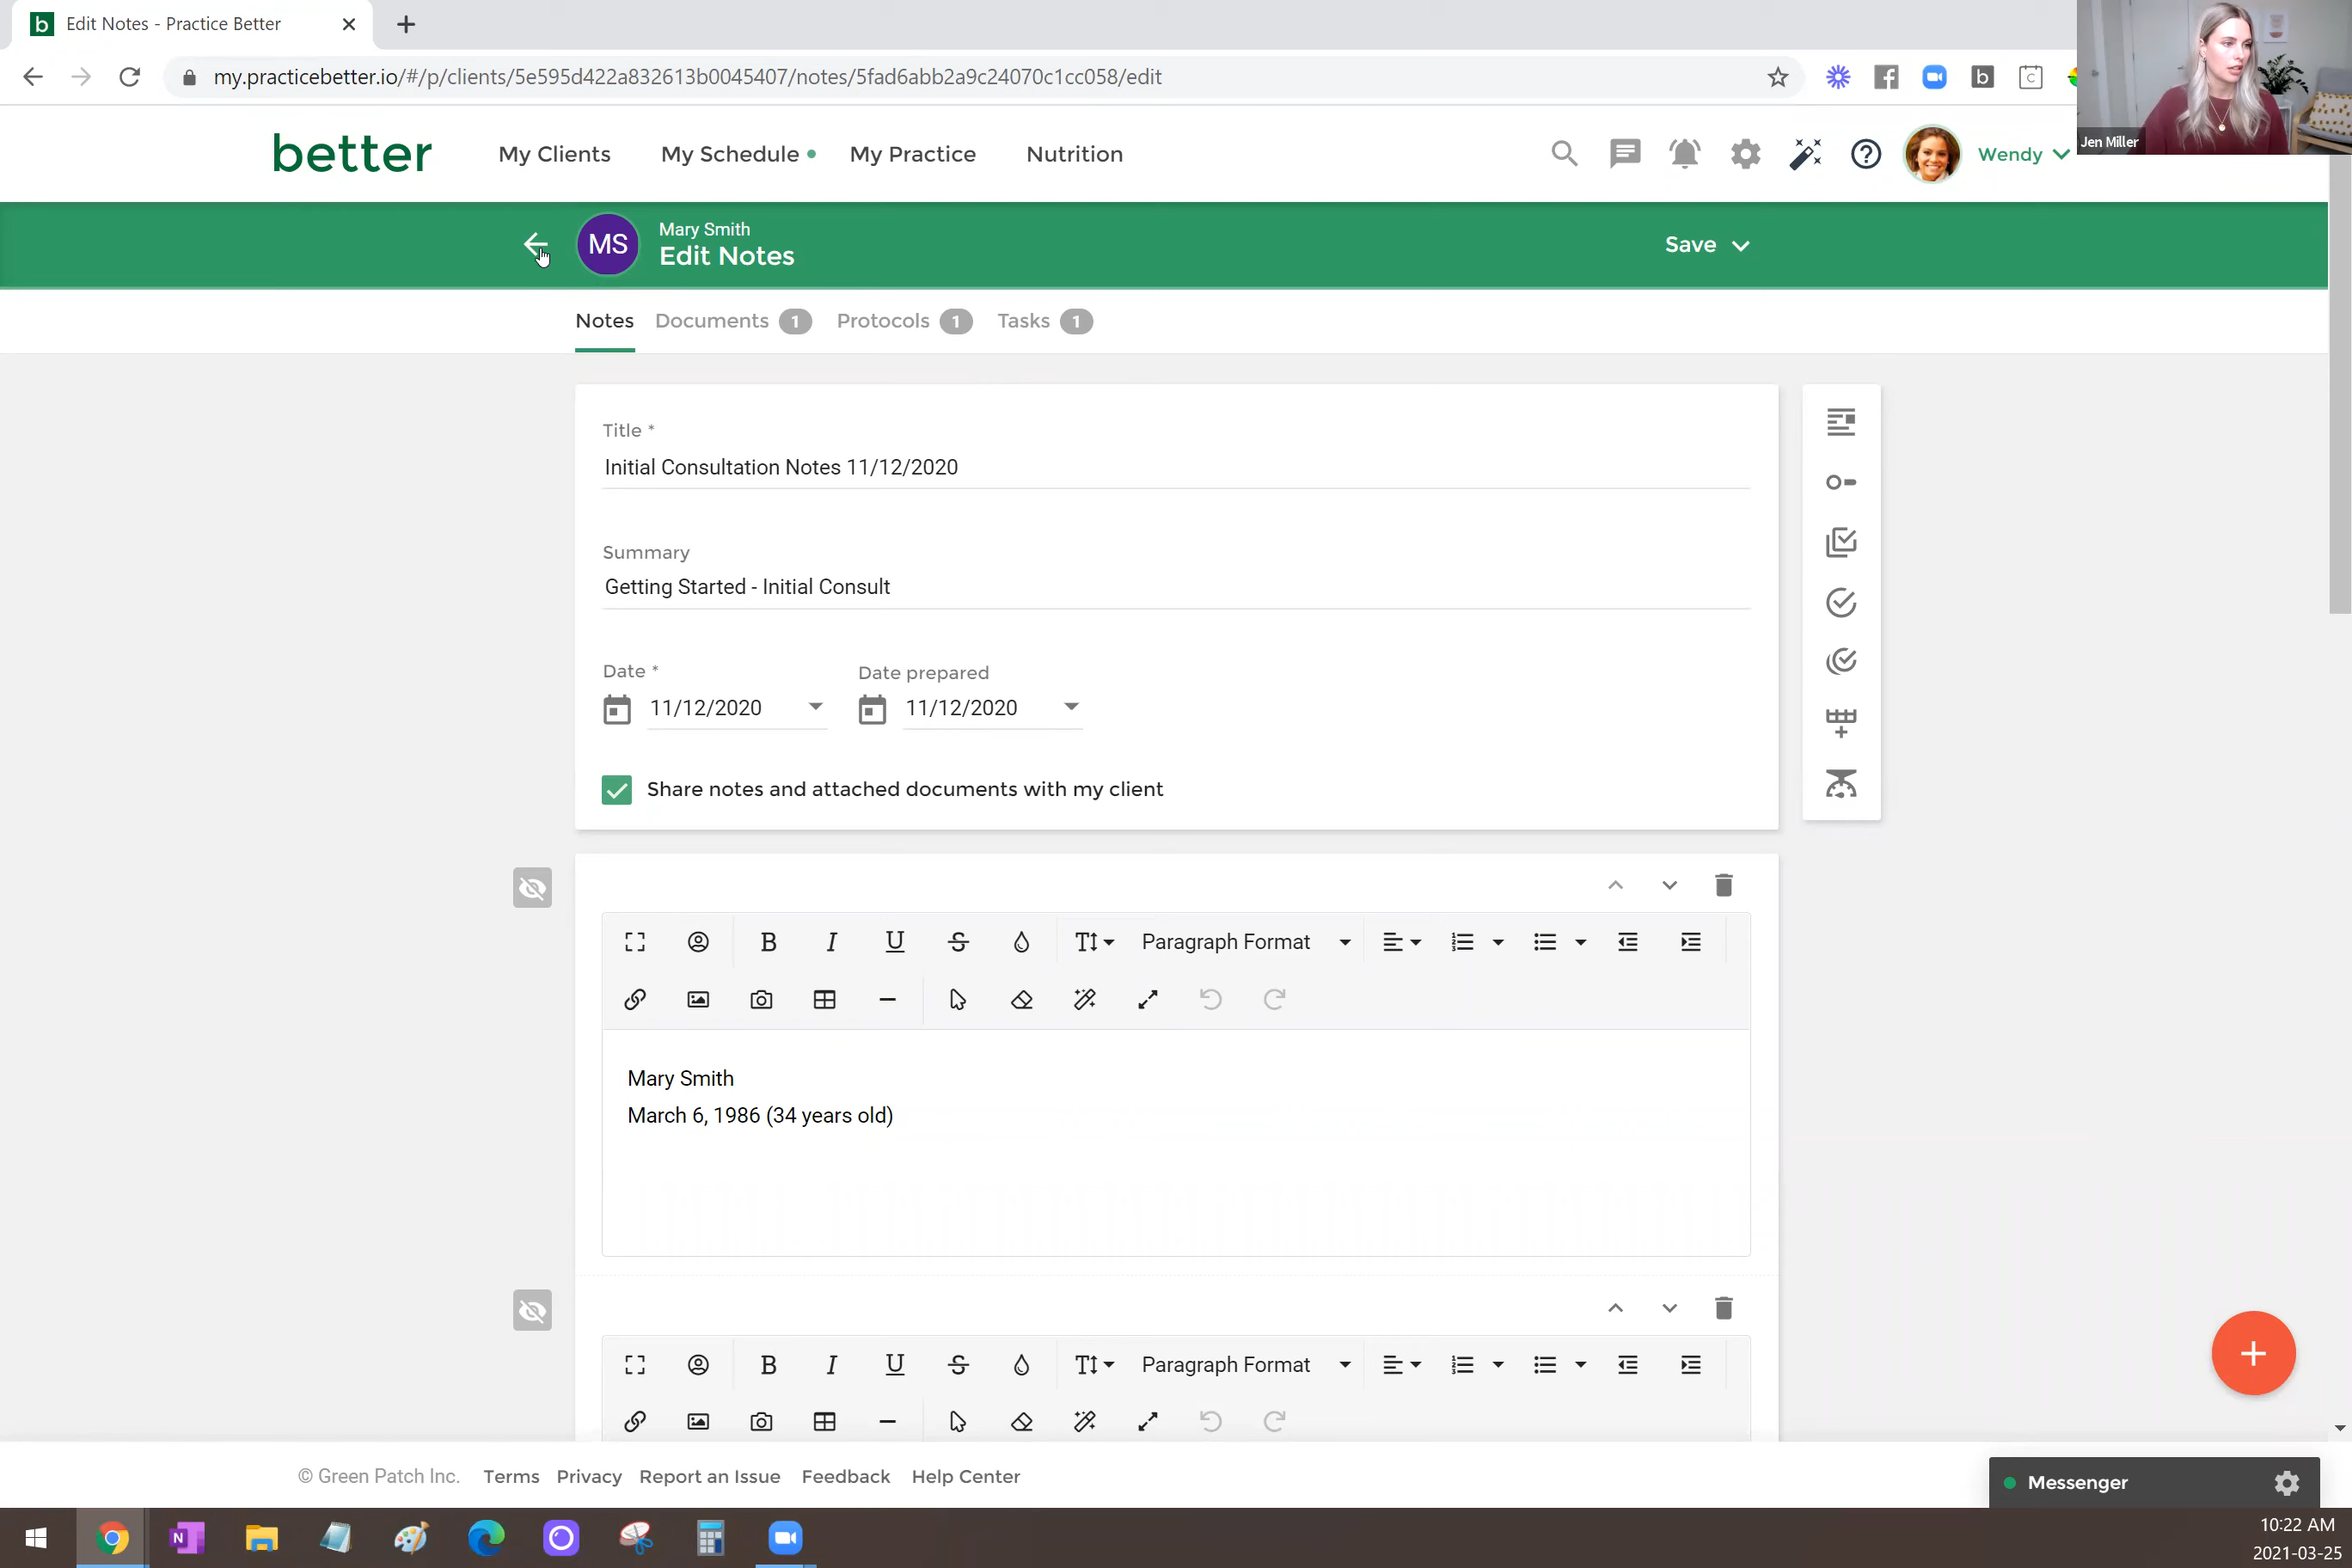 b Edit Notes - Practice Better
my.practicebetter.io/#/p/clients/5e595d422a832613b0045407/notes/5fad6abb2a9c24070c1cc058/edit
b
C
Jen Miller
better
My Clients
My Schedule
My Practice
Nutrition
Wendy
MS
Mary Smith
Edit Notes
Save
Notes
Documents 1
Protocols 1
Tasks 1
Title *
Initial Consultation Notes 11/12/2020
Summary
Getting Started - Initial Consult
Date *
Date prepared
11/12/2020
11/12/2020
Share notes and attached documents with my client
B I U S
Paragraph Format
Mary Smith
March 6, 1986 (34 years old)
B I U S
Paragraph Format
© Green Patch Inc.
Terms
Privacy
Report an Issue
Feedback
Help Center
Messenger
N
10:22 AM
2021-03-25